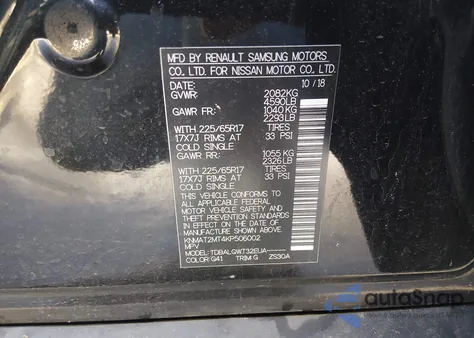 MFD BY RENAULT SAMSUNG MOTORS
CO. LTD. FOR NISSAN MOTOR CO. LTD.
DATE: 10 / 18
GVWR: 2082KG
4590LB
GAWR FR: 1040 KG
2293LB
WITH 225/65R17 TIRES
17X7J RIMS AT 33 PSI
COLD SINGLE
GAWR RR: 1055 KG
2326LB
WITH 225/65R17 TIRES
17X7J RIMS AT 33 PSI
COLD SINGLE
THIS VEHICLE CONFORMS TO
ALL APPLICABLE FEDERAL
MOTOR VEHICLE SAFETY AND
THEFT PREVENTION STANDARDS
IN EFFECT ON THE DATE OF
MANUFACTURE SHOWN ABOVE.
KNMAT2MT4KP506002
MPV
MODEL: TDBALQWT32EUA-----
COLOR: G41 TRIM: G ZS30A
autoSnap